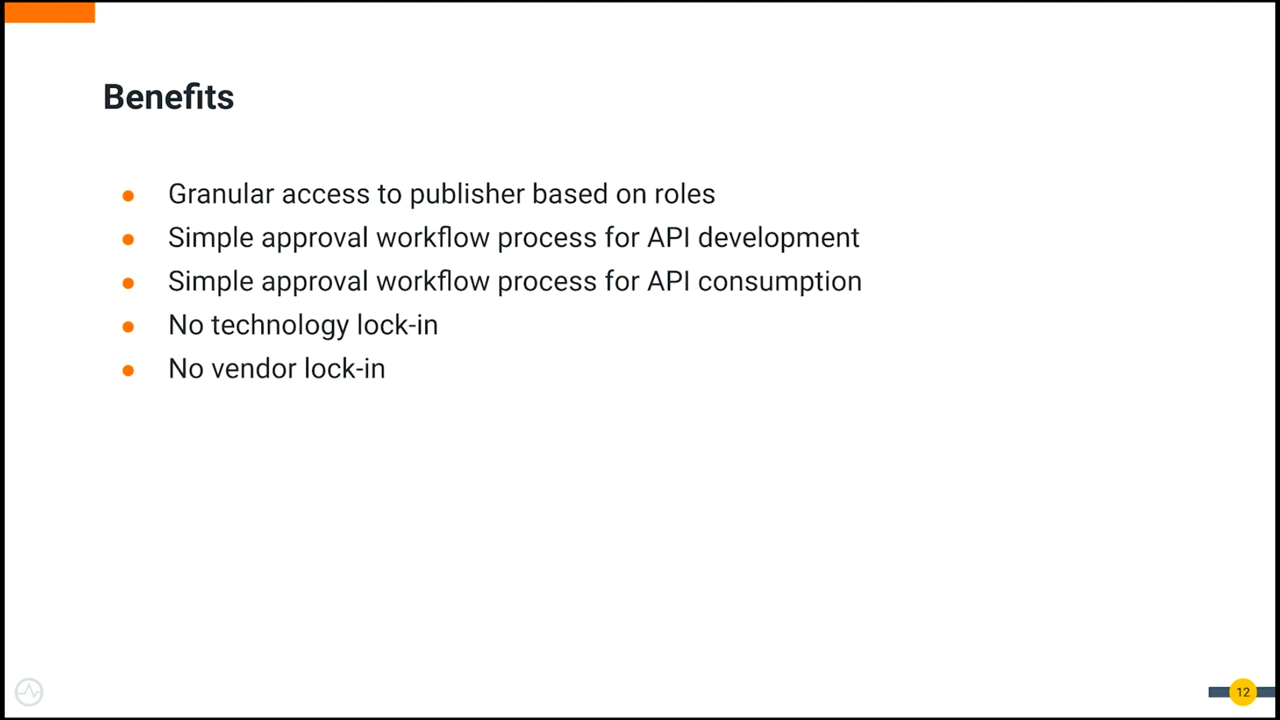 Benefits
Granular access to publisher based on roles
Simple approval workflow process for API development
Simple approval workflow process for API consumption
No technology lock-in
No vendor lock-in
12